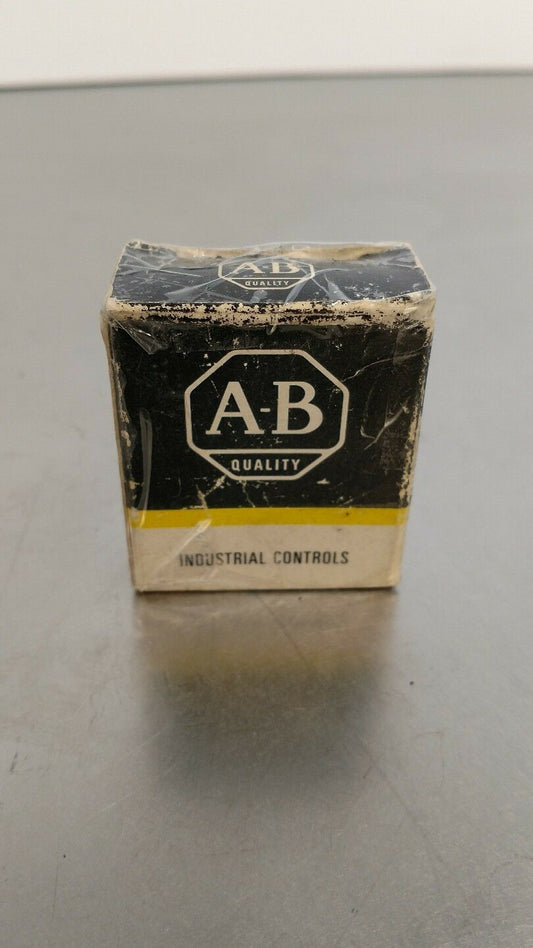 A-B
QUALITY
A-B
QUALITY
INDUSTRIAL CONTROLS